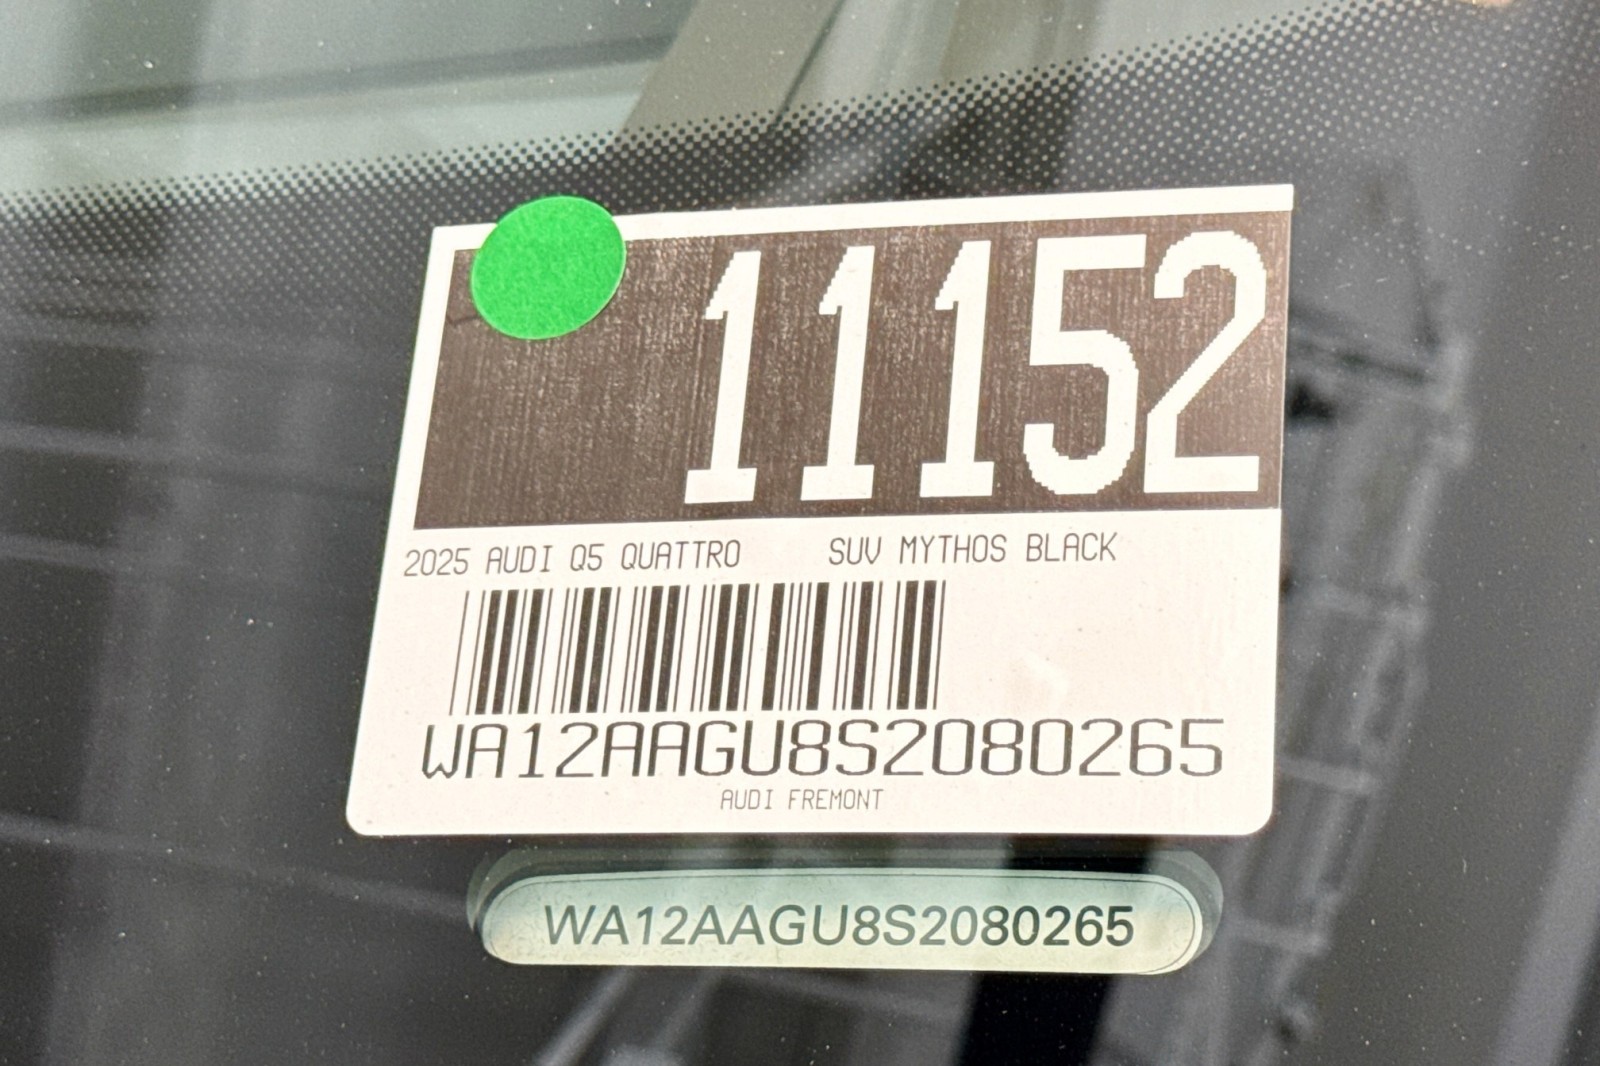 11152
2025 AUDI Q5 QUATTRO SUV MYTHOS BLACK
WA12AAGU8S2080265
AUDI FREMONT
WA12AAGU8S2080265